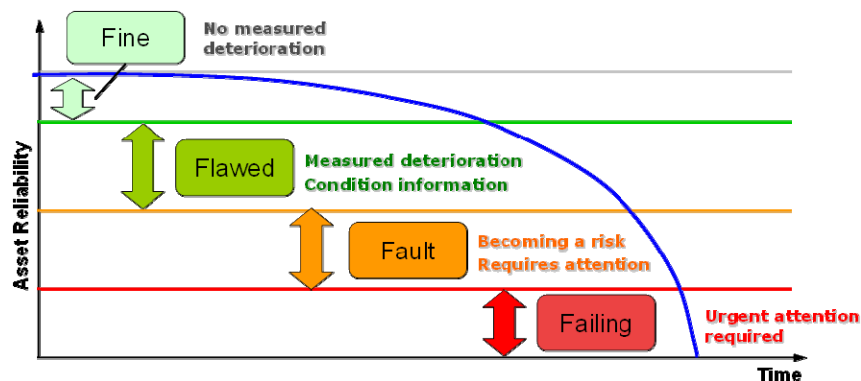 Fine
No measured
deterioration
Flawed
Measured deterioration
Condition information
Fault
Becoming a risk
Requires attention
Failing
Urgent attention
required
Asset Reliability
Time